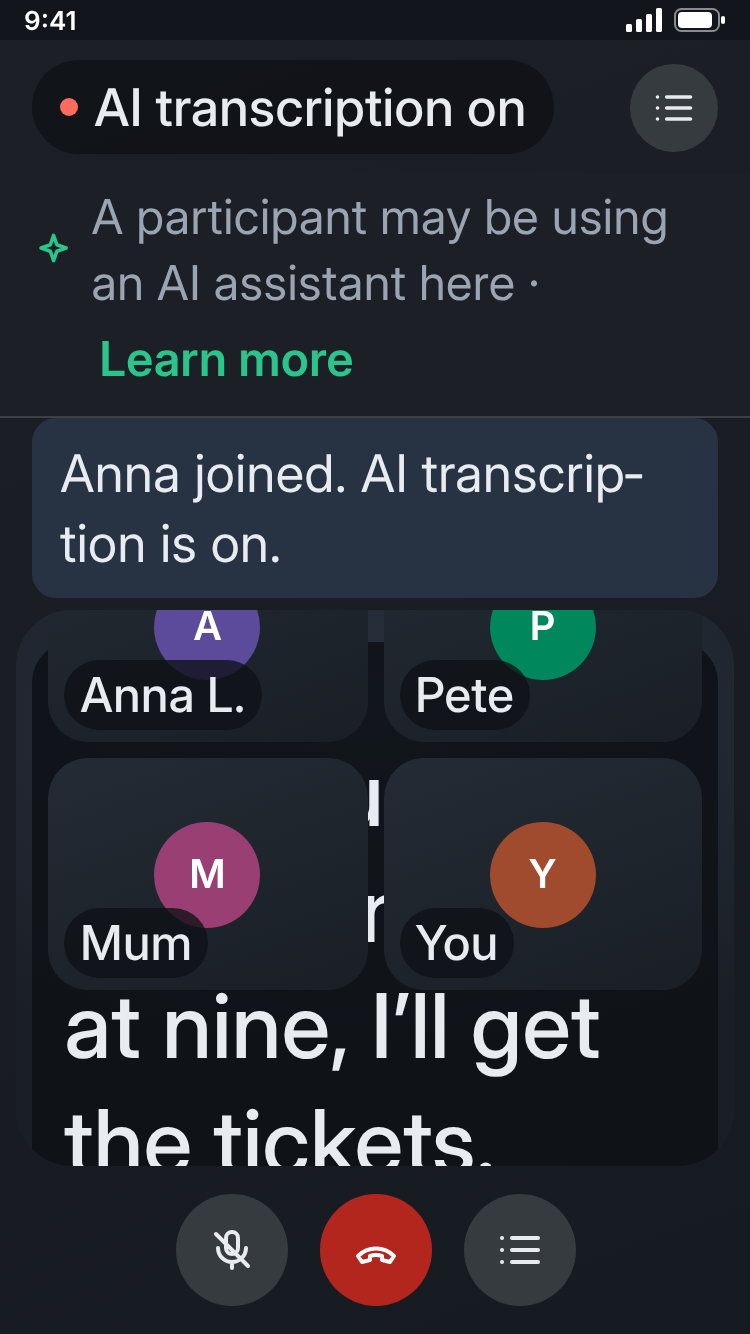 9:41
AI transcription on
A participant may be using
an AI assistant here ·
Learn more
Anna joined. AI transcrip-
tion is on.
A
P
Anna L.
Pete
M
Y
Mum
You
at nine, I’ll get
the tickets.